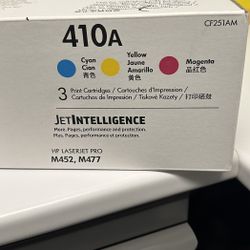 CF251AM
410A
Cyan
Cian
青色
Yellow
Jaune
Amarillo
黄色
Magenta
品红色
3 Print Cartridges / Cartouches d'Impression /
Cartuchos de Impresión / Tiskové Kazety / 打印硒鼓
JETINTELLIGENCE
More. Pages, performance and protection.
Plus. Pages, performance et protection.
HP LASERJET PRO
M452, M477